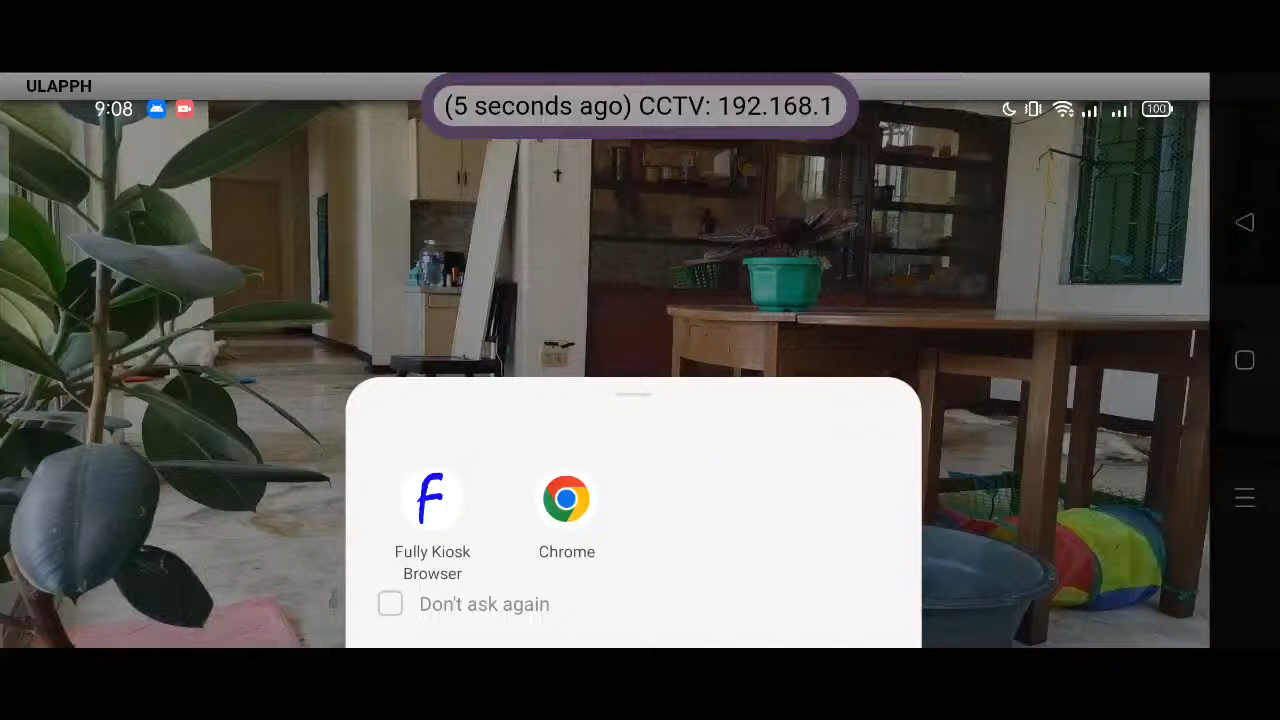 ULAPPH
(5 seconds ago) CCTV: 192.168.1
9:08
100
Fully Kiosk
Browser
Chrome
Don't ask again